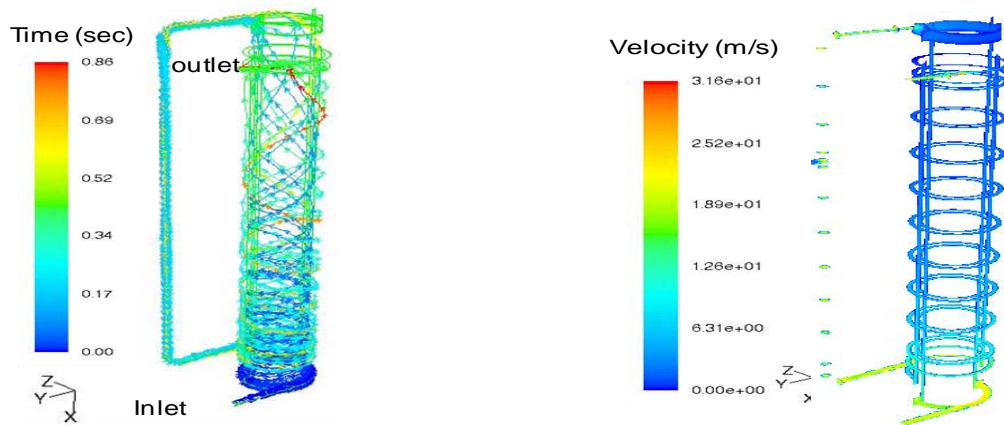 Time (sec)
0.86
0.69
0.52
0.34
0.17
0.00
outlet
Inlet
Z
Y
X
Velocity (m/s)
3.16e+01
2.52e+01
1.89e+01
1.26e+01
6.31e+00
0.00e+00
Z
Y
X